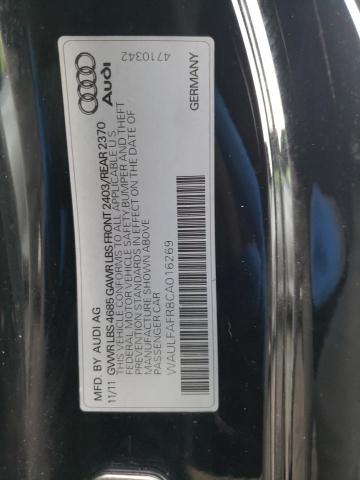 Audi
4710342
GERMANY
MFD. BY AUDI AG
11/11 GVWR LBS 4685 GAWR LBS FRONT 2403/REAR 2370
THIS VEHICLE CONFORMS TO ALL APPLICABLE U.S.
FEDERAL MOTOR VEHICLE SAFETY BUMPER AND THEFT
PREVENTION STANDARDS IN EFFECT ON THE DATE OF
MANUFACTURE SHOWN ABOVE
PASSENGER CAR
WAULFAFR8CA016269